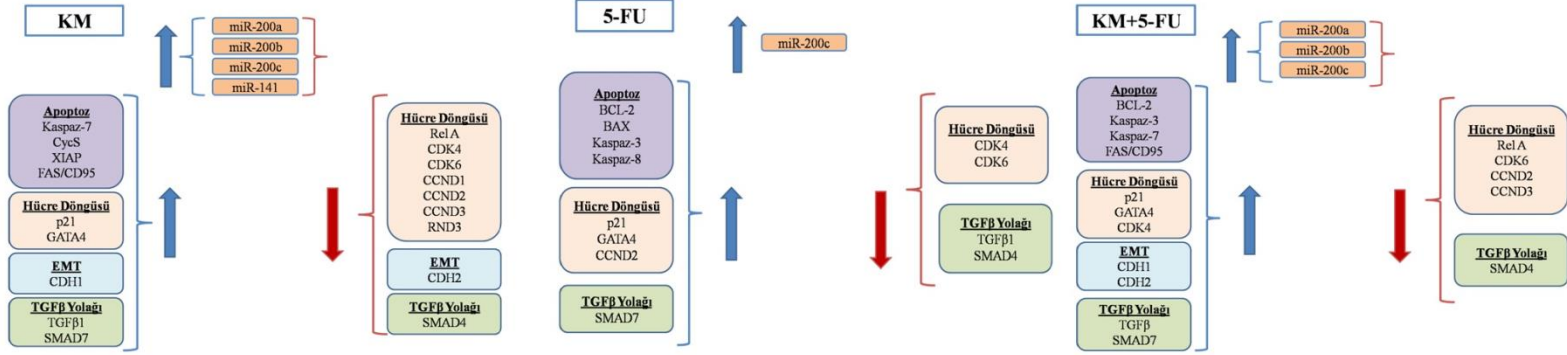 KM
miR-200a
miR-200b
miR-200c
miR-141
Apoptoz
Kaspaz-7
CycS
XIAP
FAS/CD95
Hücre Döngüsü
p21
GATA4
EMT
CDH1
TGFβ Yolağı
TGFβ1
SMAD7
Hücre Döngüsü
Rel A
CDK4
CDK6
CCND1
CCND2
CCND3
RND3
EMT
CDH2
TGFβ Yolağı
SMAD4
5-FU
miR-200c
Apoptoz
BCL-2
BAX
Kaspaz-3
Kaspaz-8
Hücre Döngüsü
p21
GATA4
CCND2
TGFβ Yolağı
SMAD7
Hücre Döngüsü
CDK4
CDK6
TGFβ Yolağı
TGFβ1
SMAD4
KM+5-FU
miR-200a
miR-200b
miR-200c
Apoptoz
BCL-2
Kaspaz-3
Kaspaz-7
FAS/CD95
Hücre Döngüsü
p21
GATA4
CDK4
EMT
CDH1
CDH2
TGFβ Yolağı
TGFβ
SMAD7
Hücre Döngüsü
Rel A
CDK6
CCND2
CCND3
TGFβ Yolağı
SMAD4